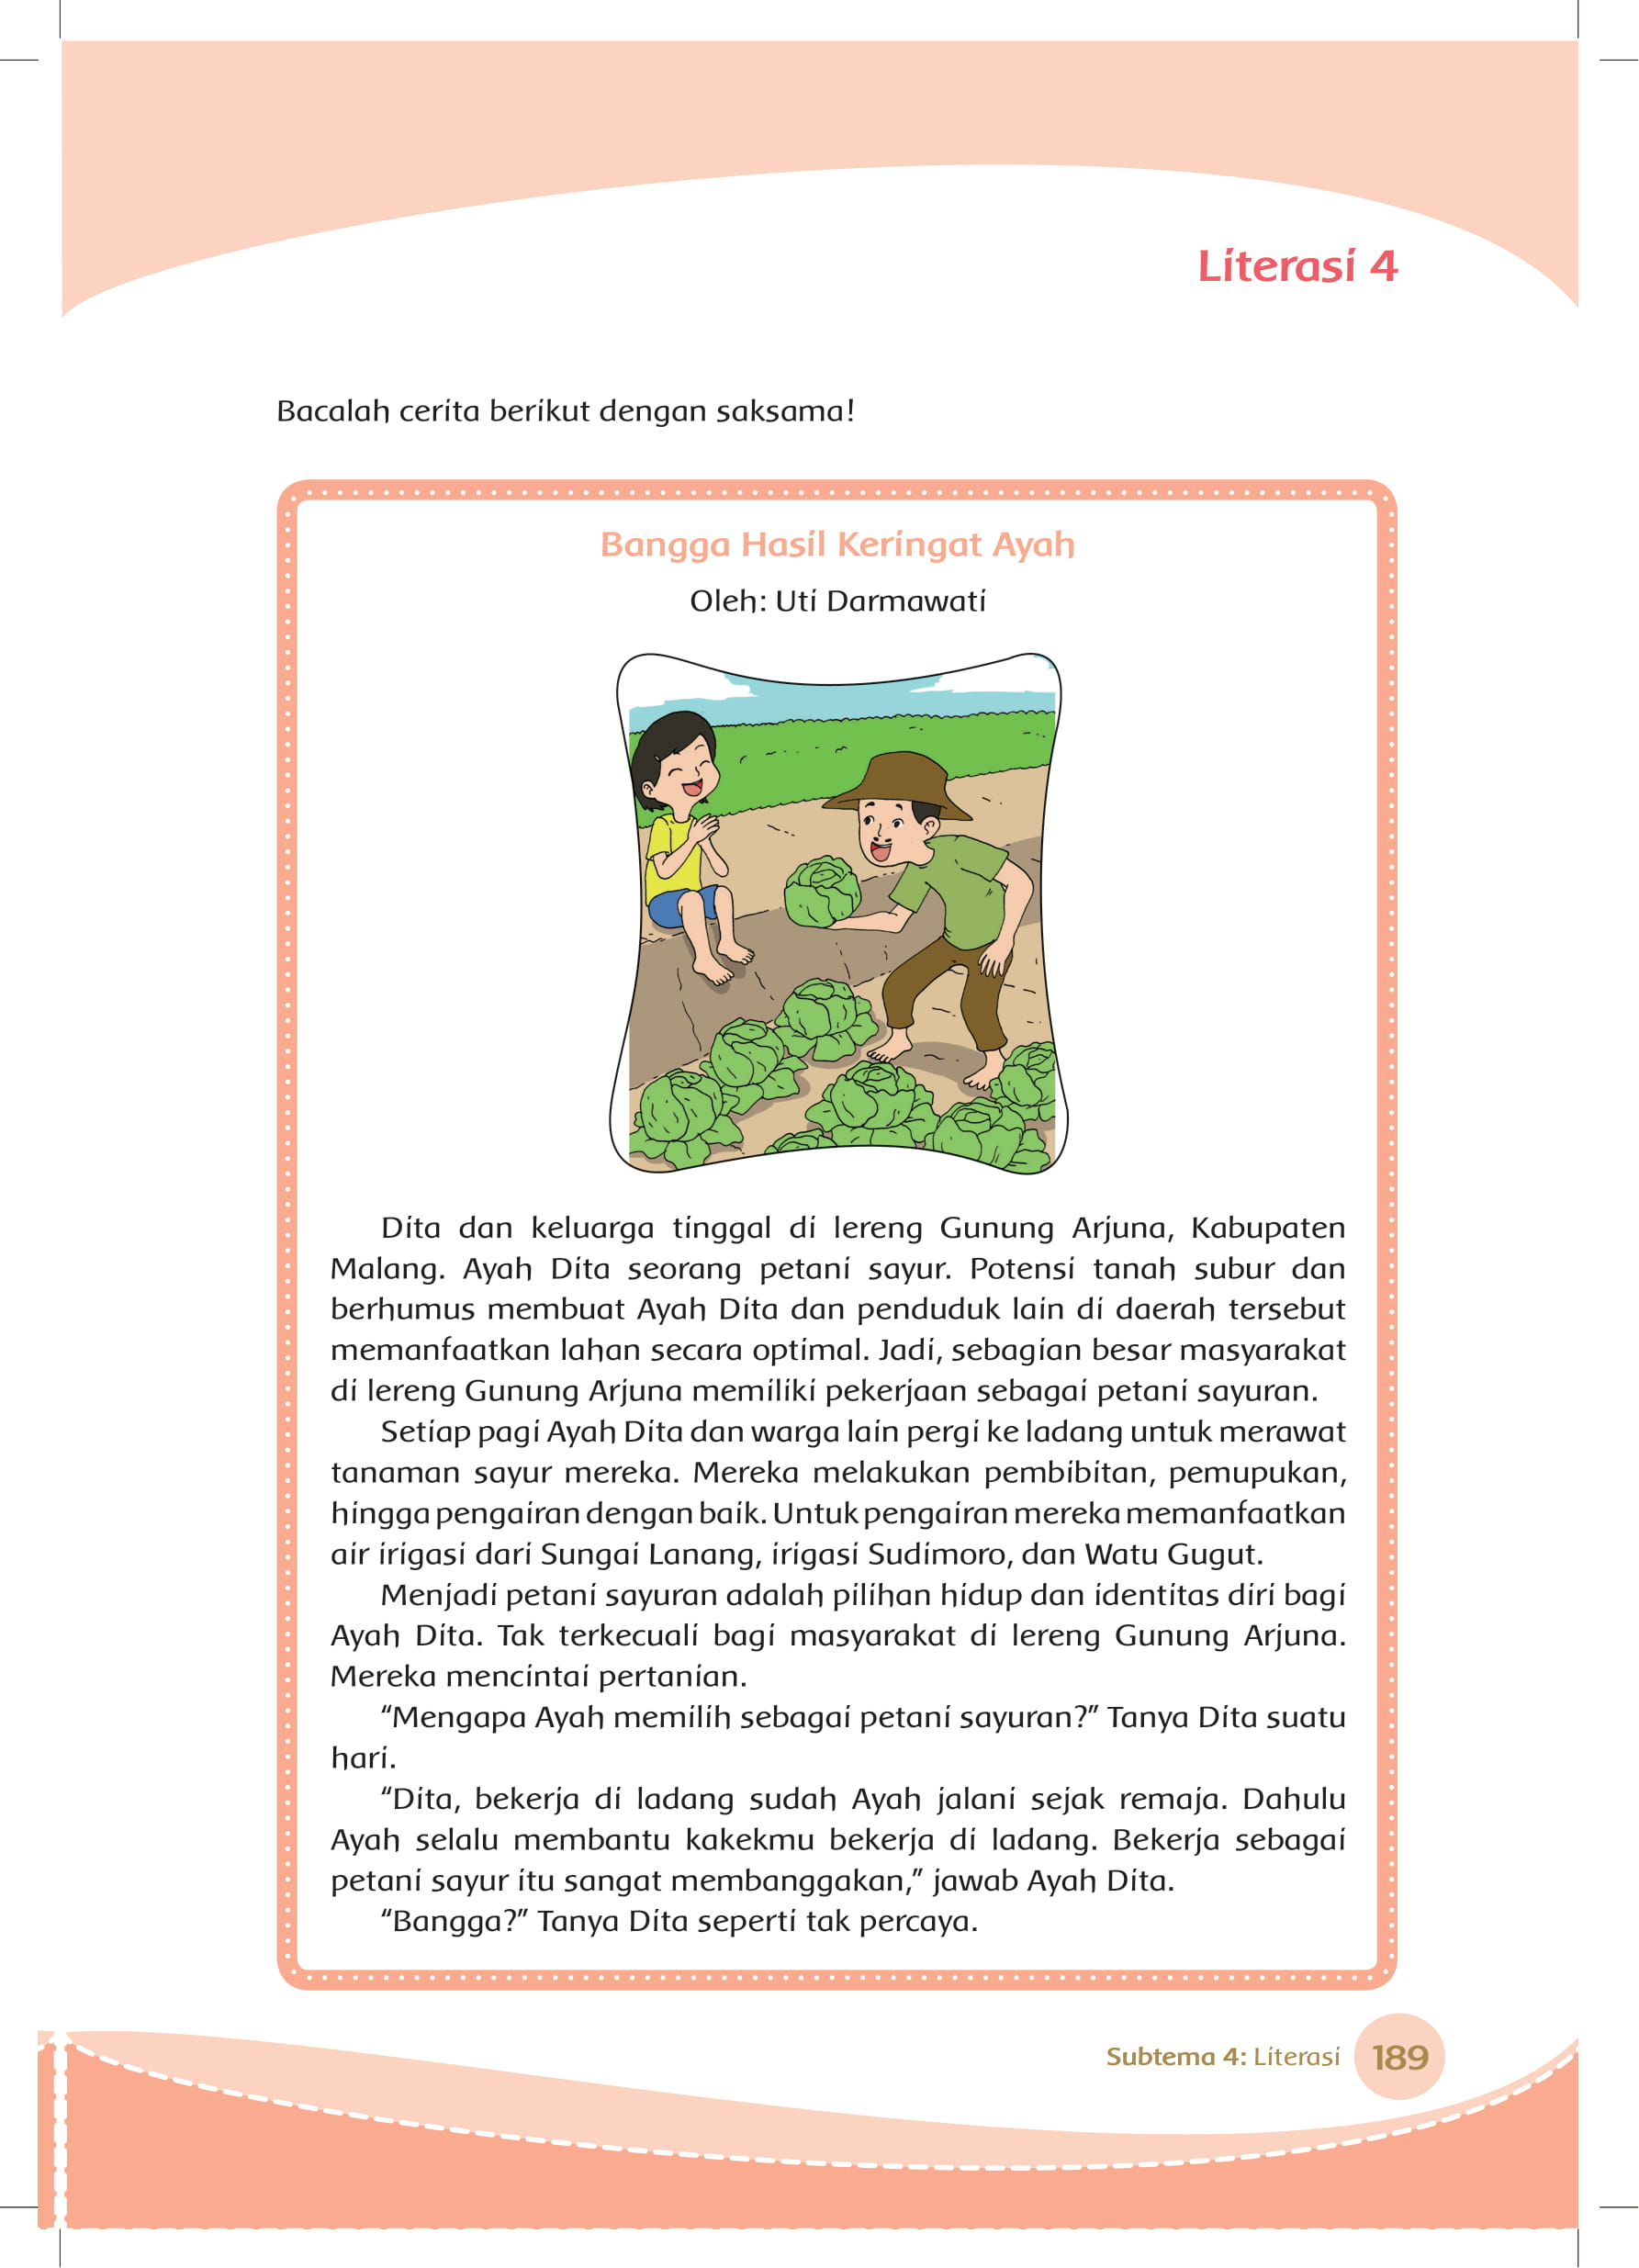 Literasi 4
Bacalah cerita berikut dengan saksama!
Bangga Hasil Keringat Ayah
Oleh: Uti Darmawati
Dita dan keluarga tinggal di lereng Gunung Arjuna, Kabupaten
Malang. Ayah Dita seorang petani sayur. Potensi tanah subur dan
berhumus membuat Ayah Dita dan penduduk lain di daerah tersebut
memanfaatkan lahan secara optimal. Jadi, sebagian besar masyarakat
di lereng Gunung Arjuna memiliki pekerjaan sebagai petani sayuran.
Setiap pagi Ayah Dita dan warga lain pergi ke ladang untuk merawat
tanaman sayur mereka. Mereka melakukan pembibitan, pemupukan,
hingga pengairan dengan baik. Untuk pengairan mereka memanfaatkan
air irigasi dari Sungai Lanang, irigasi Sudimoro, dan Watu Gugut.
Menjadi petani sayuran adalah pilihan hidup dan identitas diri bagi
Ayah Dita. Tak terkecuali bagi masyarakat di lereng Gunung Arjuna.
Mereka mencintai pertanian.
“Mengapa Ayah memilih sebagai petani sayuran?” Tanya Dita suatu
hari.
“Dita, bekerja di ladang sudah Ayah jalani sejak remaja. Dahulu
Ayah selalu membantu kakekmu bekerja di ladang. Bekerja sebagai
petani sayur itu sangat membanggakan,” jawab Ayah Dita.
“Bangga?” Tanya Dita seperti tak percaya.
Subtema 4: Literasi 189